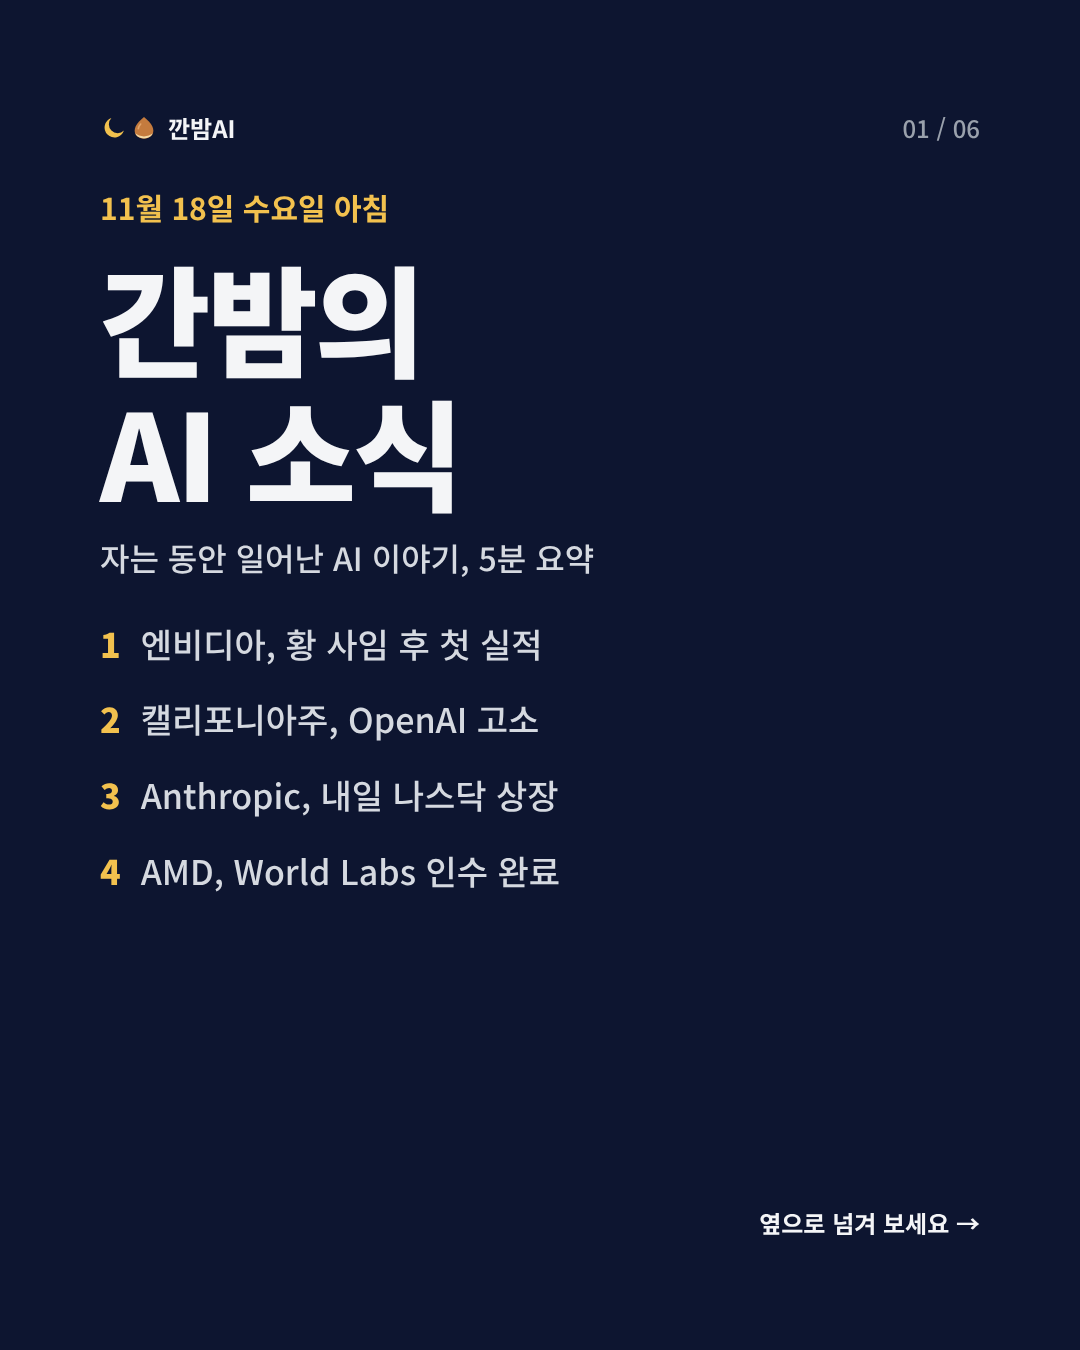 깐밤AI
01 / 06
11월 18일 수요일 아침
간밤의
AI 소식
자는 동안 일어난 AI 이야기, 5분 요약
1 엔비디아, 황 사임 후 첫 실적
2 캘리포니아주, OpenAI 고소
3 Anthropic, 내일 나스닥 상장
4 AMD, World Labs 인수 완료
옆으로 넘겨 보세요 →